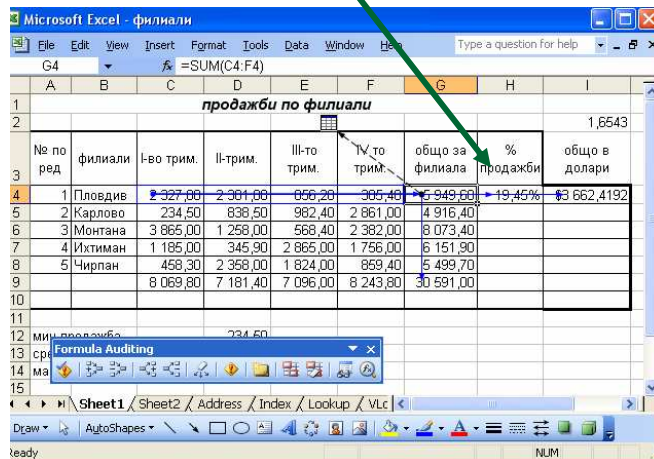 Microsoft Excel - филиали
File Edit View Insert Format Tools Data Window Help Type a question for help
G4 fx =SUM(C4:F4)
A B C D E F G H I
1 продажби по филиали
2 1,6543
3 № по ред филиали I-во трим. II-трим. III-то трим. IV то трим. общо за филиала % продажби общо в долари
4 1 Пловдив 2 327,00 2 301,00 5 949,60 19,45% $3 662,4192
5 2 Карлово 234,50 838,50 982,40 2 861,00 4 916,40
6 3 Монтана 3 865,00 1 258,00 568,40 2 382,00 8 073,40
7 4 Ихтиман 1 185,00 345,90 2 865,00 1 756,00 6 151,90
8 5 Чирпан 458,30 2 358,00 1 824,00 859,40 5 499,70
9 8 069,80 7 181,40 7 096,00 8 243,80 30 591,00
10
11
12 мин продажба 234,50
13
14
15
Formula Auditing
Sheet1 Sheet2 Address Index Lookup
Draw AutoShapes
NUM